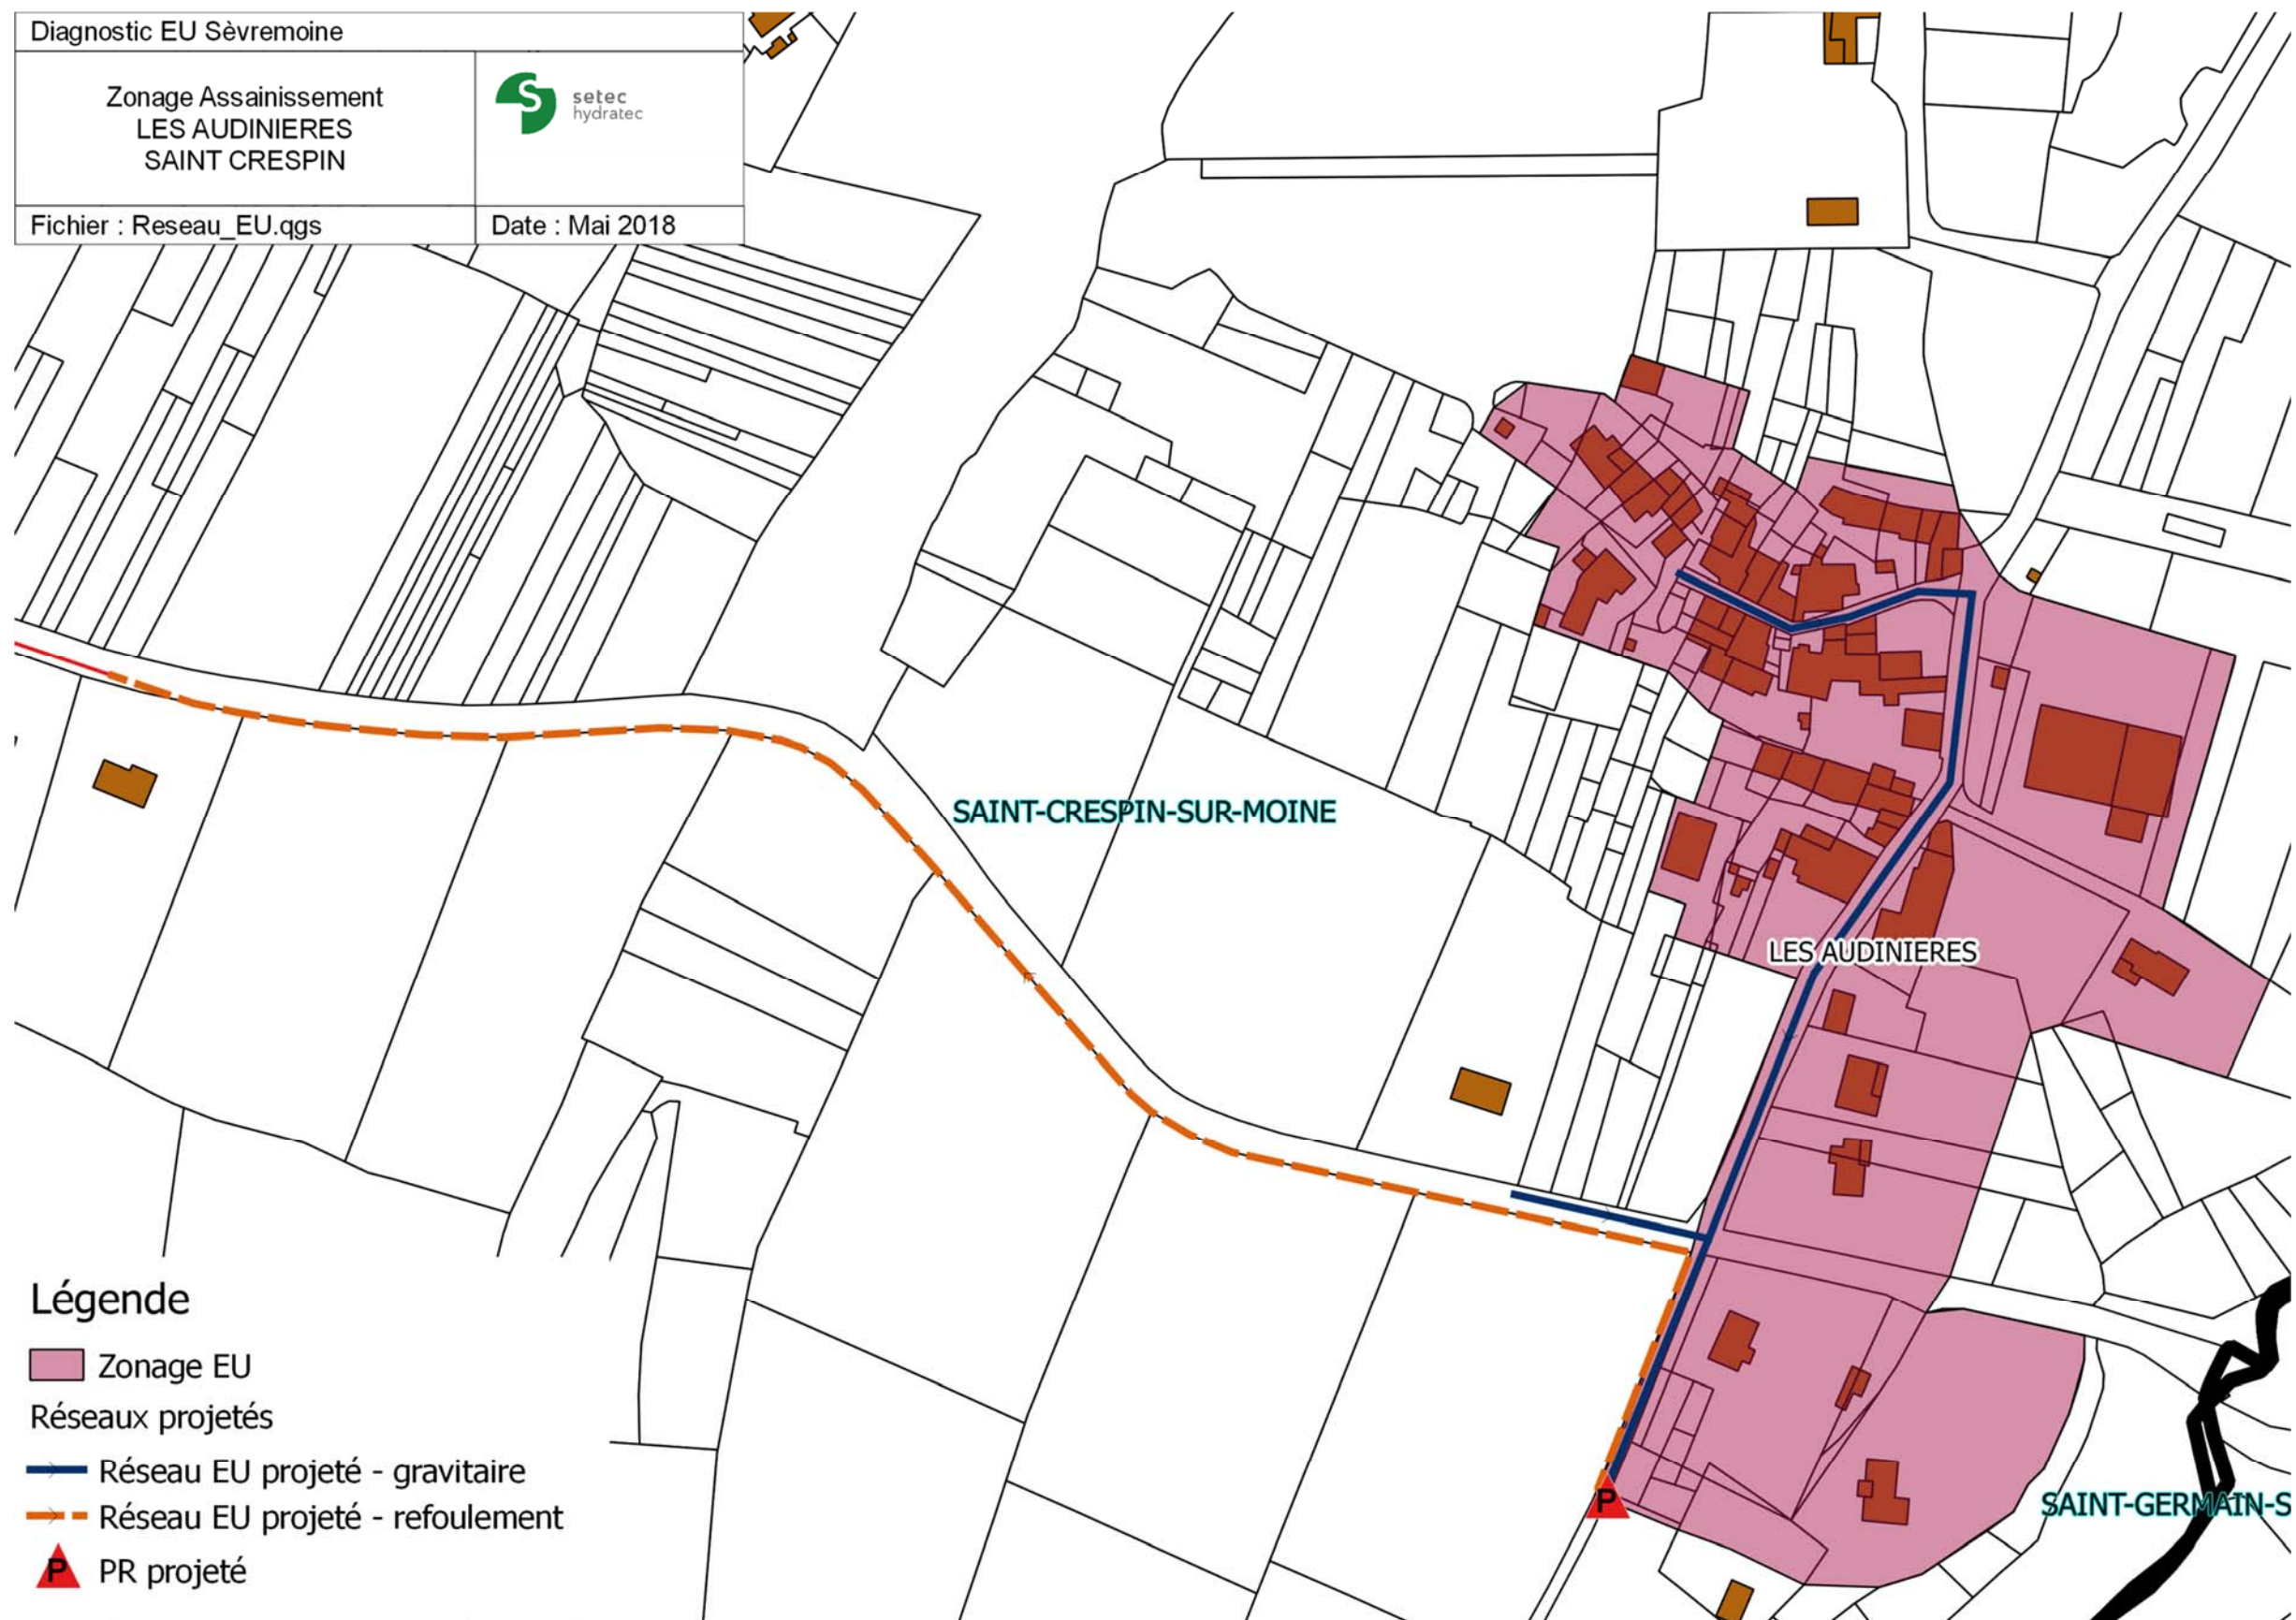 Diagnostic EU Sèvremoine
Zonage Assainissement
LES AUDINIERES
SAINT CRESPIN
setec
hydratec
Fichier : Reseau_EU.qgs
Date : Mai 2018
SAINT-CRESPIN-SUR-MOINE
LES AUDINIERES
SAINT-GERMAIN-S
P
Légende
Zonage EU
Réseaux projetés
Réseau EU projeté - gravitaire
Réseau EU projeté - refoulement
P PR projeté